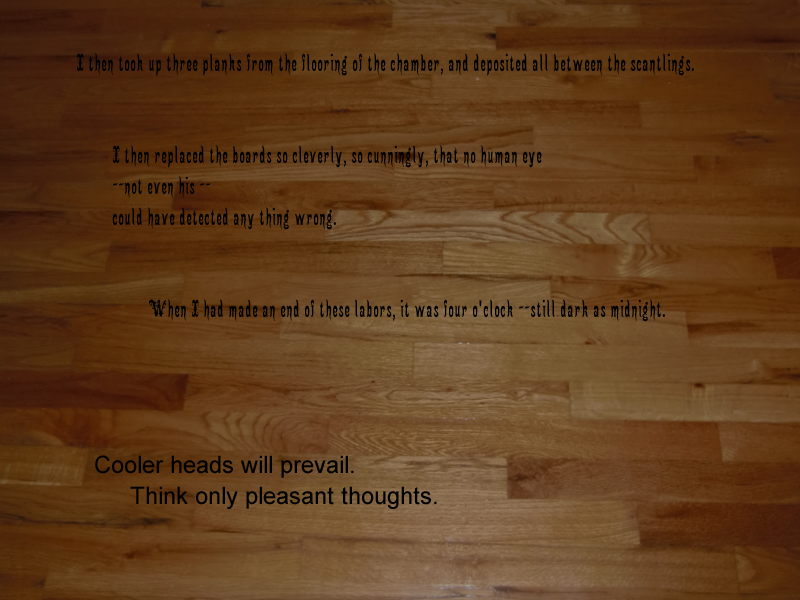 I then took up three planks from the flooring of the chamber, and deposited all between the scantlings.
I then replaced the boards so cleverly, so cunningly, that no human eye
--not even his --
could have detected any thing wrong.
When I had made an end of these labors, it was four o'clock --still dark as midnight.
Cooler heads will prevail.
Think only pleasant thoughts.